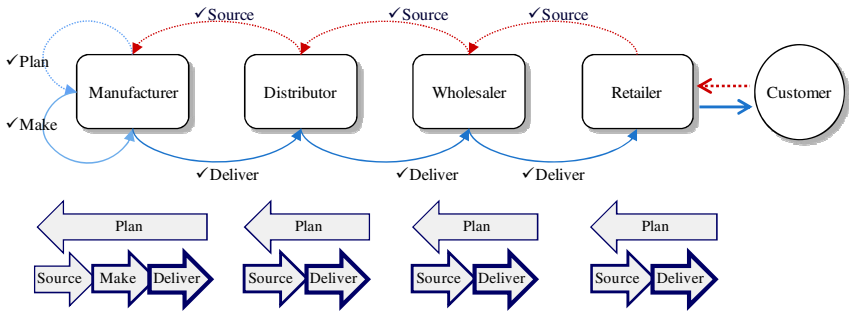 ✓Source
✓Source
✓Source
✓Plan
Manufacturer
Distributor
Wholesaler
Retailer
Customer
✓Make
✓Deliver
✓Deliver
✓Deliver
Plan
Plan
Plan
Plan
Source
Make
Deliver
Source
Deliver
Source
Deliver
Source
Deliver